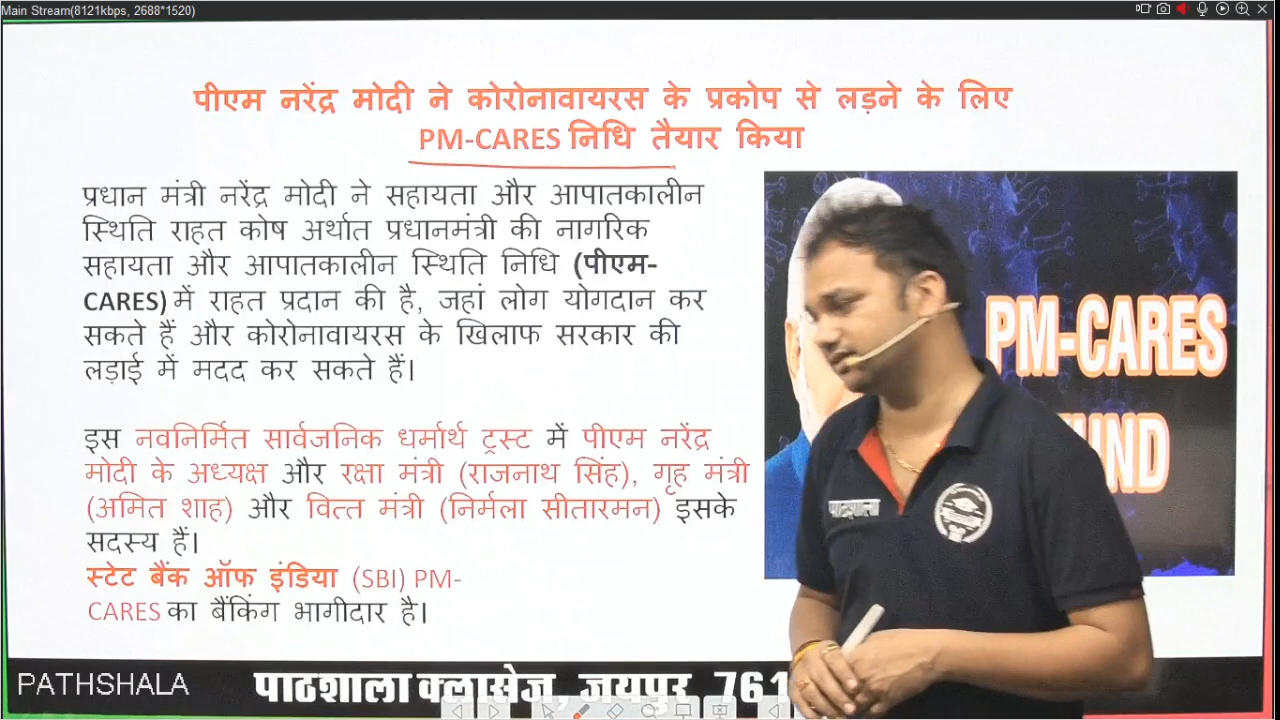 Main Stream(8121kbps, 2688*1520)
पीएम नरेंद्र मोदी ने कोरोनावायरस के प्रकोप से लड़ने के लिए
PM-CARES निधि तैयार किया
प्रधान मंत्री नरेंद्र मोदी ने सहायता और आपातकालीन
स्थिति राहत कोष अर्थात प्रधानमंत्री की नागरिक
सहायता और आपातकालीन स्थिति निधि (पीएम-
CARES) में राहत प्रदान की है, जहां लोग योगदान कर
सकते हैं और कोरोनावायरस के खिलाफ सरकार की
लड़ाई में मदद कर सकते हैं।
इस नवनिर्मित सार्वजनिक धर्मार्थ ट्रस्ट में पीएम नरेंद्र
मोदी के अध्यक्ष और रक्षा मंत्री (राजनाथ सिंह), गृह मंत्री
(अमित शाह) और वित्त मंत्री (निर्मला सीतारमन) इसके
सदस्य हैं।
स्टेट बैंक ऑफ इंडिया (SBI) PM-
CARES का बैंकिंग भागीदार है।
PM-CARES
पाठशाला
PATHSHALA
पाठशाला क्लासेज, जयपुर 761